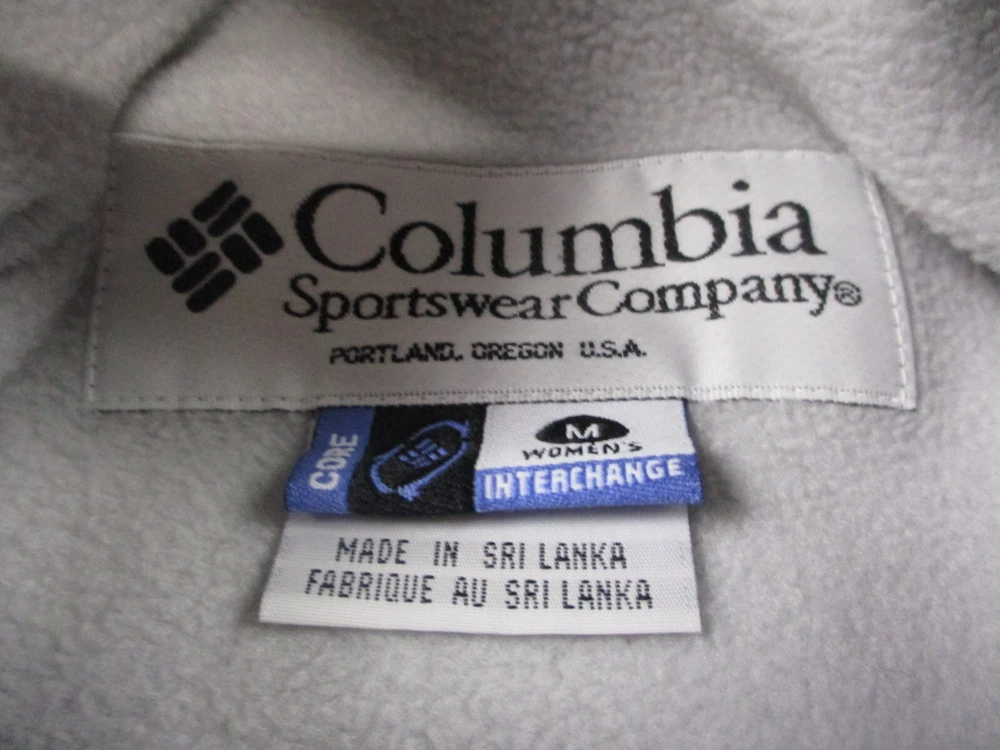 Columbia
Sportswear Company®
PORTLAND, OREGON U.S.A.
CORE
M
WOMEN'S
INTERCHANGE
MADE IN SRI LANKA
FABRIQUE AU SRI LANKA